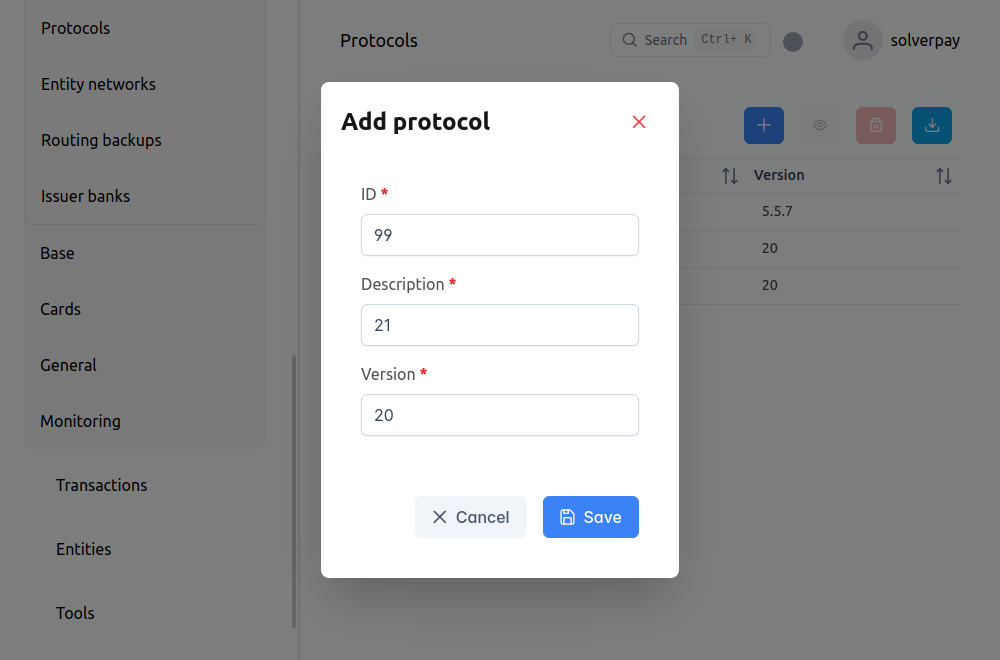 Protocols
Entity networks
Routing backups
Issuer banks
Base
Cards
General
Monitoring
Transactions
Entities
Tools
Protocols
Search Ctrl+ K
solverpay
Version
5.5.7
20
20
Add protocol
ID *
99
Description *
21
Version *
20
Cancel
Save